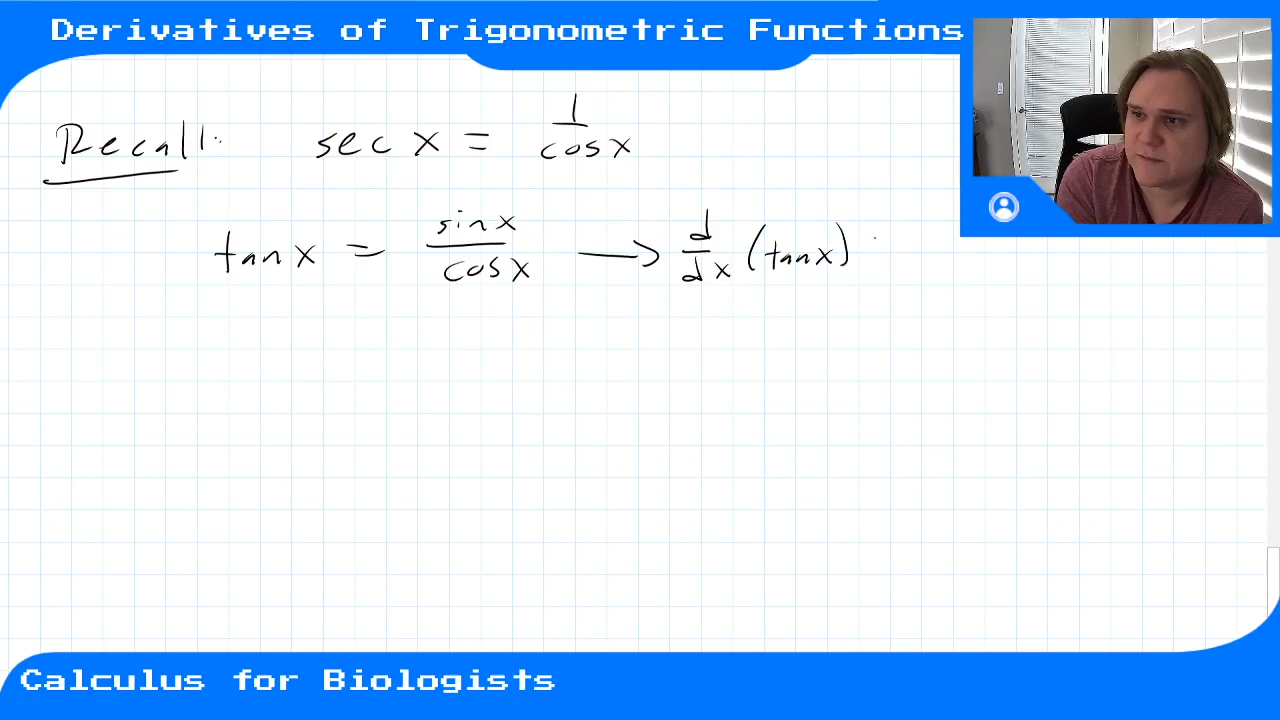 Derivatives of Trigonometric Functions
Recall: sec x = 1/cos x
tan x = sin x/cos x → d/dx (tan x)
Calculus for Biologists